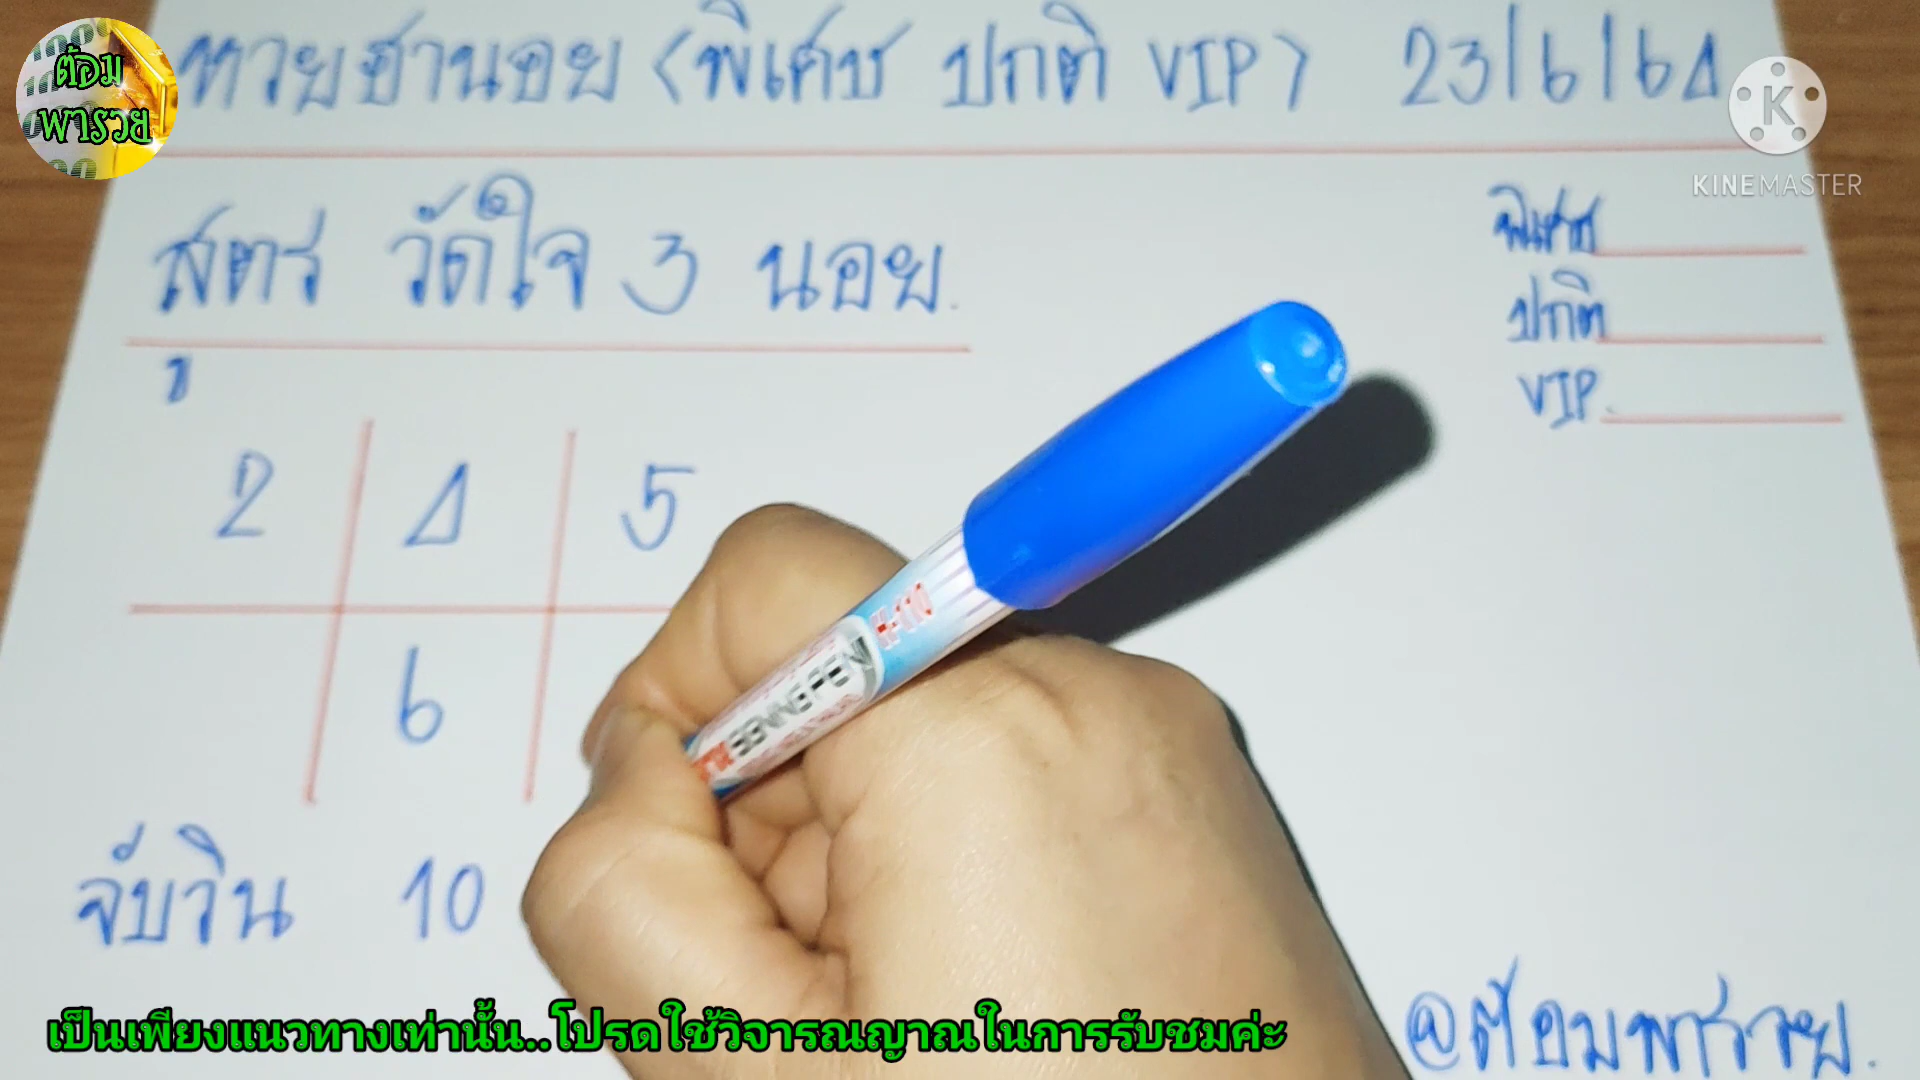 ต้อม
พารวย
หวยฮานอย (พิเศษ ปกติ VIP) 23/6/64
KINEMASTER
สูตร วัดใจ 3 นอย.
พิเศษ
ปกติ
VIP.
2 4 5
6
H-110
จับวิน 10
เป็นเพียงแนวทางเท่านั้น..โปรดใช้วิจารณญาณในการรับชมค่ะ
@ต้อมพารวย.